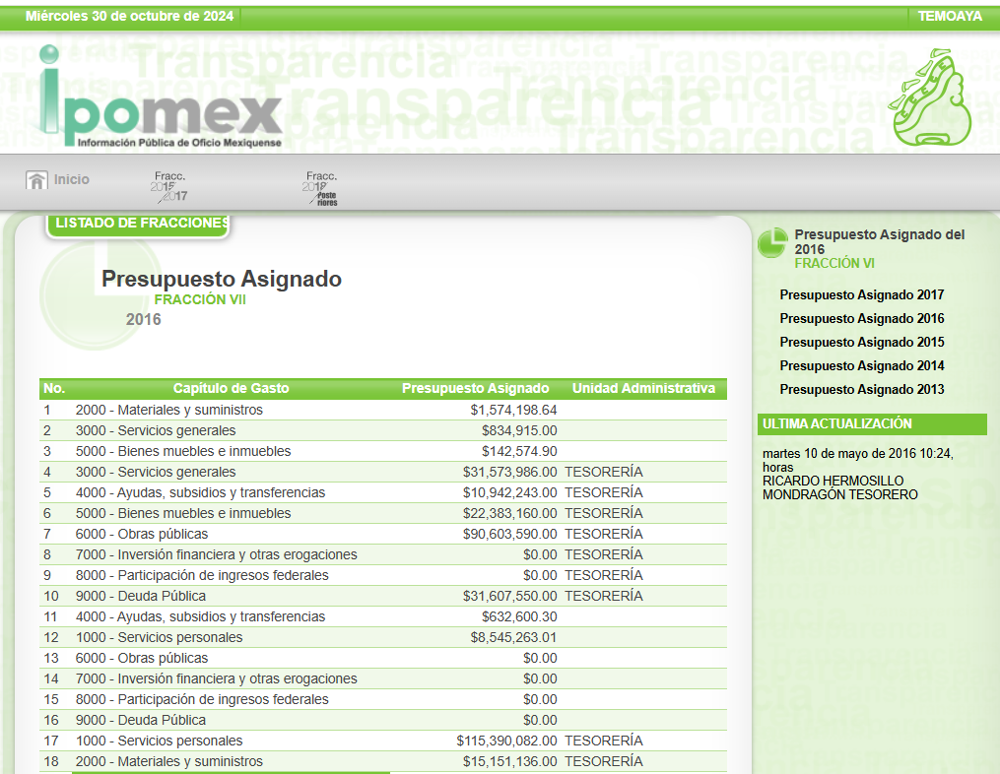 Miércoles 30 de octubre de 2024
TEMOAYA
Transparencia
ipomex
Información Pública de Oficio Mexiquense
Inicio
Fracc.
2015
2017
Fracc.
2018
Poste
riores
LISTADO DE FRACCIONES
Presupuesto Asignado
FRACCIÓN VII
2016
No. Capítulo de Gasto Presupuesto Asignado Unidad Administrativa
1 2000 - Materiales y suministros $1,574,198.64
2 3000 - Servicios generales $834,915.00
3 5000 - Bienes muebles e inmuebles $142,574.90
4 3000 - Servicios generales $31,573,986.00 TESORERÍA
5 4000 - Ayudas, subsidios y transferencias $10,942,243.00 TESORERÍA
6 5000 - Bienes muebles e inmuebles $22,383,160.00 TESORERÍA
7 6000 - Obras públicas $90,603,590.00 TESORERÍA
8 7000 - Inversión financiera y otras erogaciones $0.00 TESORERÍA
9 8000 - Participación de ingresos federales $0.00 TESORERÍA
10 9000 - Deuda Pública $31,607,550.00 TESORERÍA
11 4000 - Ayudas, subsidios y transferencias $632,600.30
12 1000 - Servicios personales $8,545,263.01
13 6000 - Obras públicas $0.00
14 7000 - Inversión financiera y otras erogaciones $0.00
15 8000 - Participación de ingresos federales $0.00
16 9000 - Deuda Pública $0.00
17 1000 - Servicios personales $115,390,082.00 TESORERÍA
18 2000 - Materiales y suministros $15,151,136.00 TESORERÍA
Presupuesto Asignado del
2016
FRACCIÓN VI
Presupuesto Asignado 2017
Presupuesto Asignado 2016
Presupuesto Asignado 2015
Presupuesto Asignado 2014
Presupuesto Asignado 2013
ULTIMA ACTUALIZACIÓN
martes 10 de mayo de 2016 10:24,
horas
RICARDO HERMOSILLO
MONDRAGÓN TESORERO